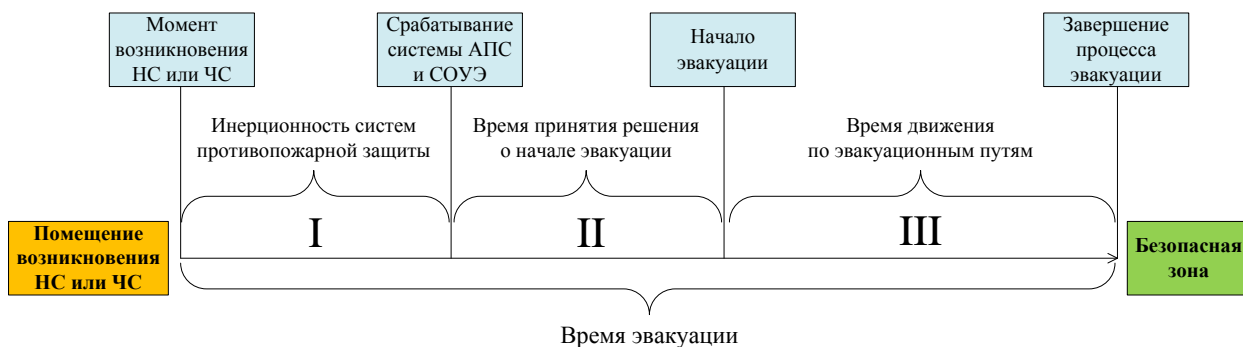 Момент
возникновения
НС или ЧС
Срабатывание
системы АПС
и СОУЭ
Начало
эвакуации
Завершение
процесса
эвакуации
Инерционность систем
противопожарной защиты
Время принятия решения
о начале эвакуации
Время движения
по эвакуационным путям
I
II
III
Помещение
возникновения
НС или ЧС
Безопасная
зона
Время эвакуации